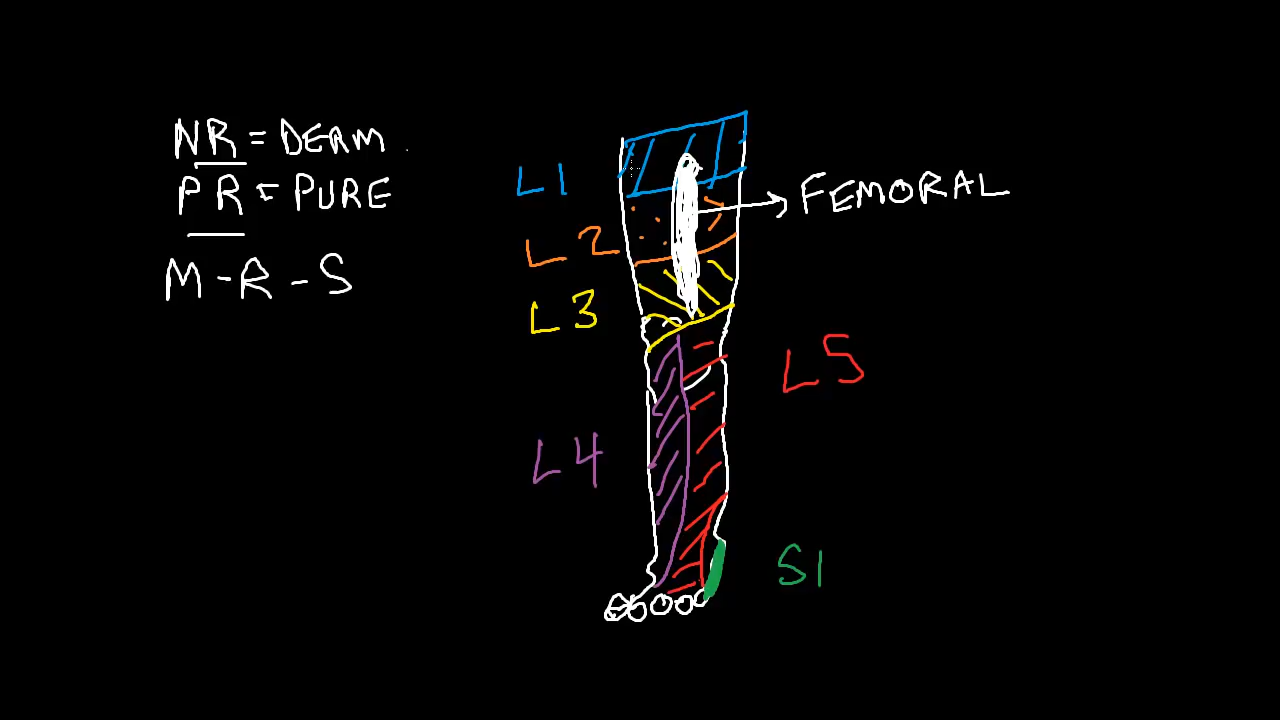 NR = DERM
PR = PURE
M-R-S
L1
FEMORAL
L2
L3
L5
L4
S1